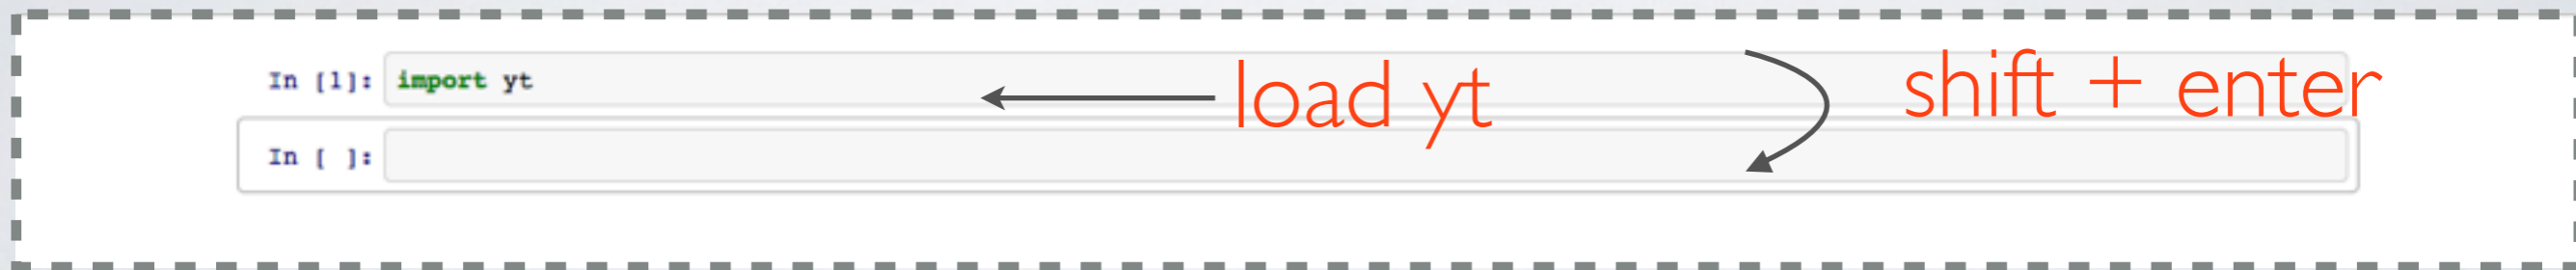 In [1]: import yt
load yt
shift + enter
In [ ]: